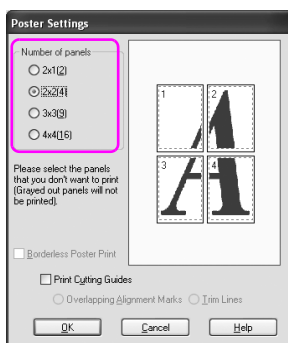 Poster Settings
Number of panels
2x1(2)
2x2(4)
3x3(9)
4x4(16)
1 2
3 4
A
Please select the panels
that you don't want to print
(Grayed out panels will not
be printed).
Borderless Poster Print
Print Cutting Guides
Overlapping Alignment Marks Trim Lines
OK Cancel Help